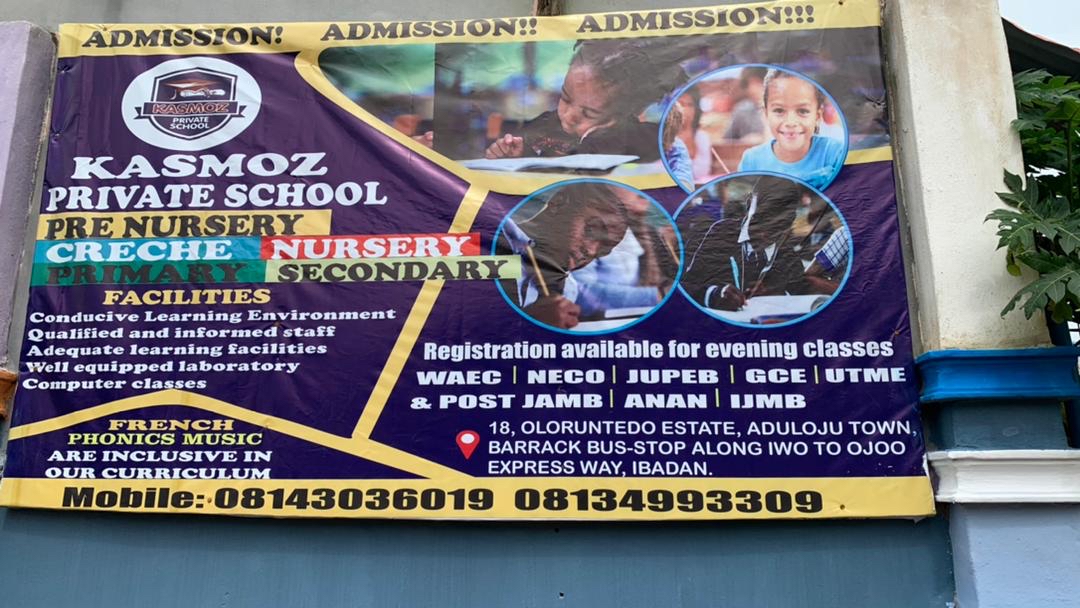 ADMISSION! ADMISSION!! ADMISSION!!!
KASMOZ
PRIVATE
SCHOOL
KASMOZ
PRIVATE SCHOOL
PRE NURSERY
CRECHE NURSERY
PRIMARY SECONDARY
FACILITIES
Conducive Learning Environment
Qualified and informed staff
Adequate learning facilities
Well equipped laboratory
Computer classes
FRENCH
PHONICS MUSIC
ARE INCLUSIVE IN
OUR CURRICULUM
Registration available for evening classes
WAEC | NECO | JUPEB | GCE | UTME
& POST JAMB | ANAN | IJMB
18, OLORUNTEDO ESTATE, ADULOJU TOWN,
BARRACK BUS-STOP ALONG IWO TO OJOO
EXPRESS WAY, IBADAN.
Mobile: 08143036019 08134993309